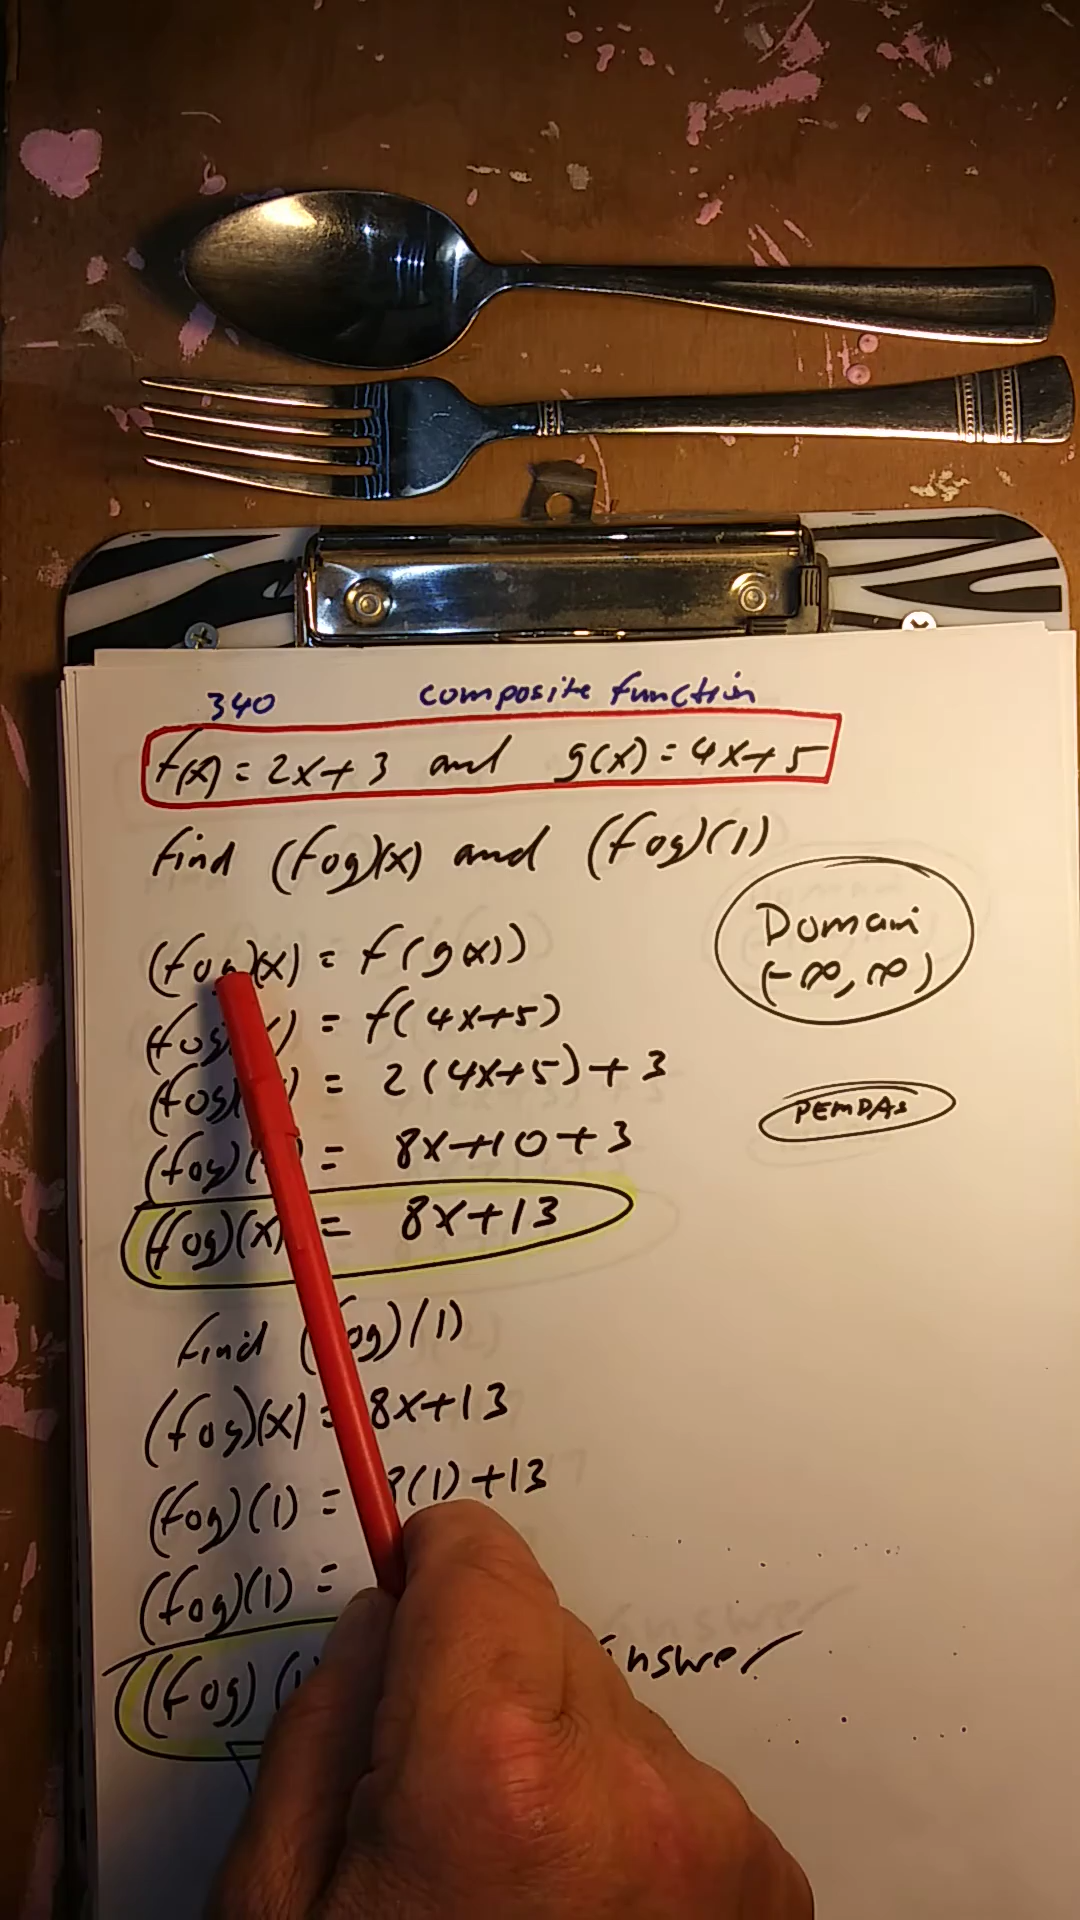 340 composite function
f(x) = 2x + 3 and g(x) = 4x + 5
Find (fog)(x) and (fog)(1)
Domain
(-∞, ∞)
(fog)(x) = f(g(x))
= f(4x+5)
= 2(4x+5) + 3
PEMDAS
= 8x+10+3
(fog)(x) = 8x+13
Find (fog)(1)
(fog)(x) = 8x+13
(fog)(1) = (1) + 13
(fog)(1) =
(fog)